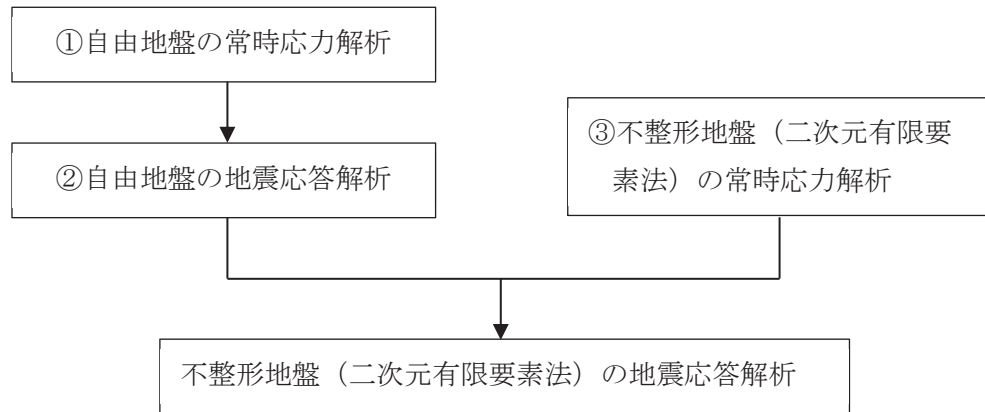 ①自由地盤の常時応力解析
②自由地盤の地震応答解析
③不整形地盤（二次元有限要
素法）の常時応力解析
不整形地盤（二次元有限要素法）の地震応答解析